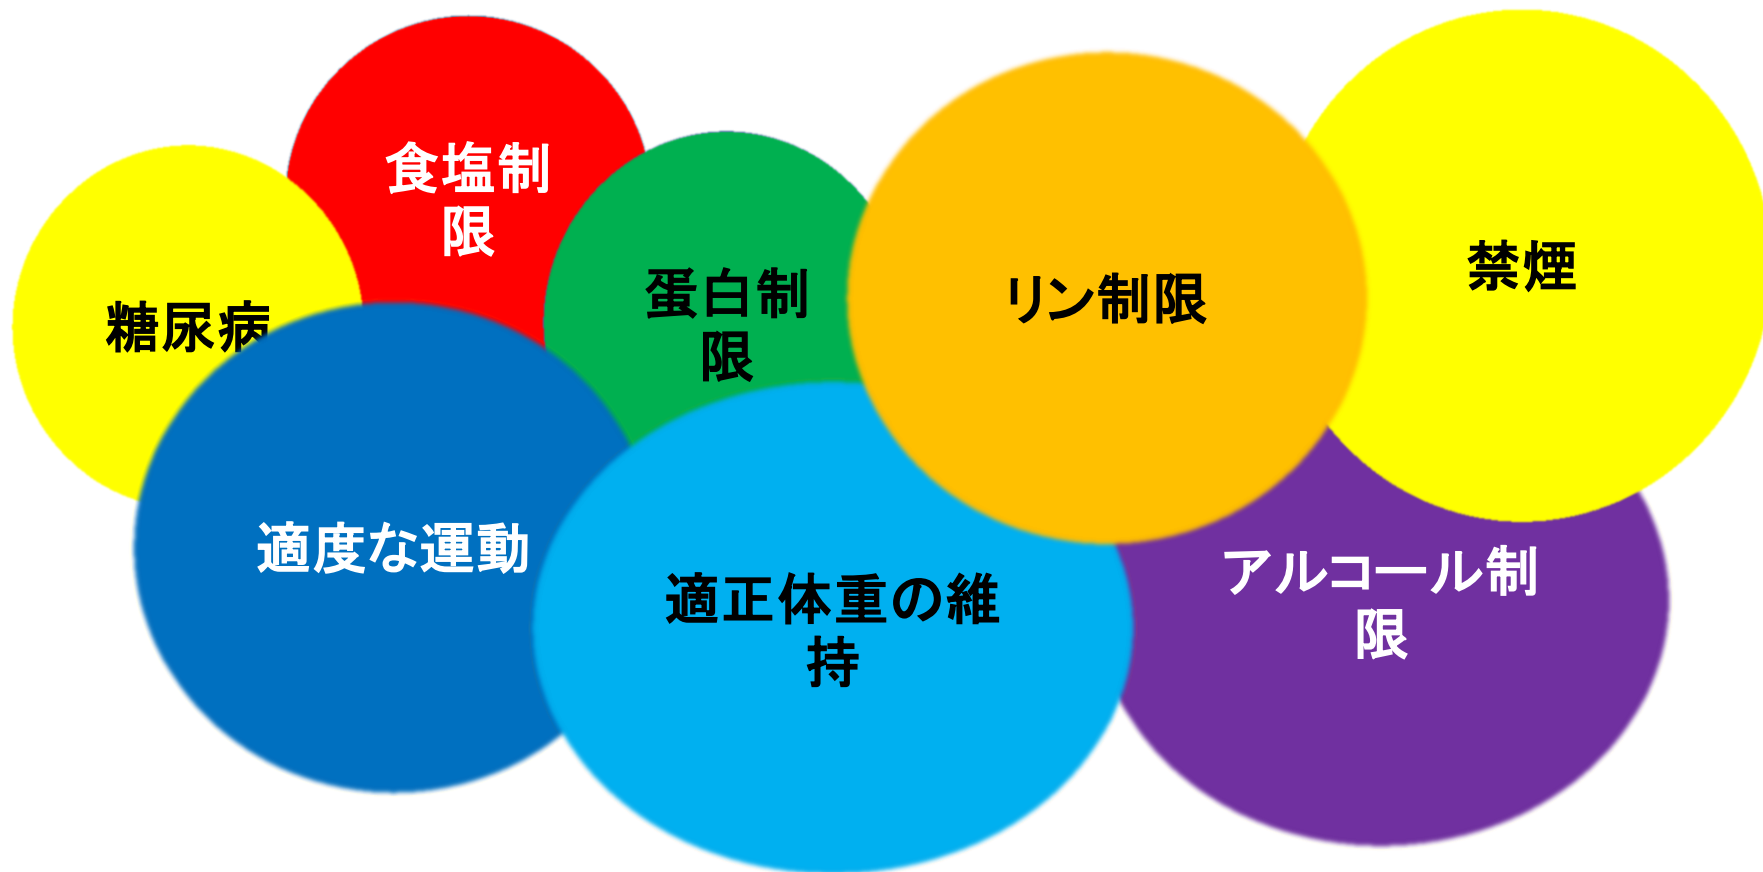 食塩制
限
糖尿病
蛋白制
限
リン制限
禁煙
適度な運動
適正体重の維
持
アルコール制
限